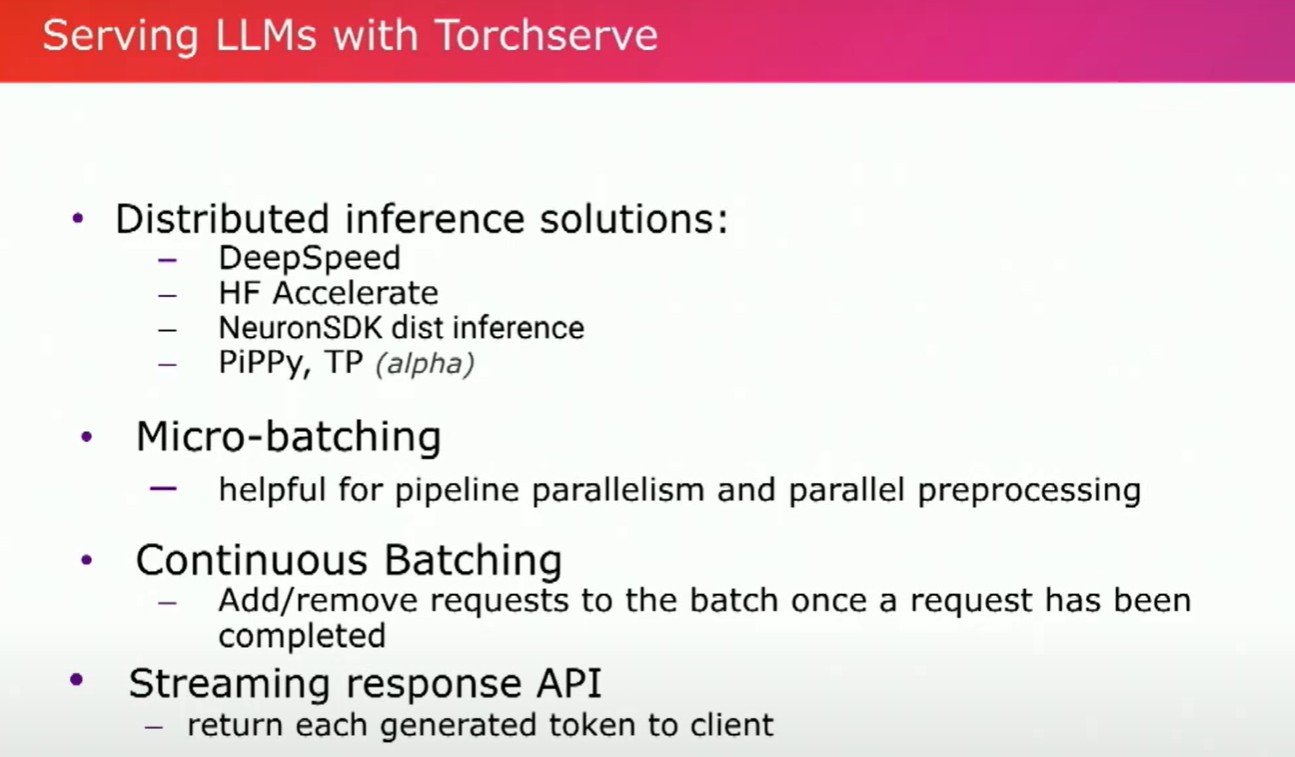 Serving LLMs with Torchserve
• Distributed inference solutions:
– DeepSpeed
– HF Accelerate
– NeuronSDK dist inference
– PiPPy, TP (alpha)
• Micro-batching
– helpful for pipeline parallelism and parallel preprocessing
• Continuous Batching
– Add/remove requests to the batch once a request has been
completed
• Streaming response API
– return each generated token to client